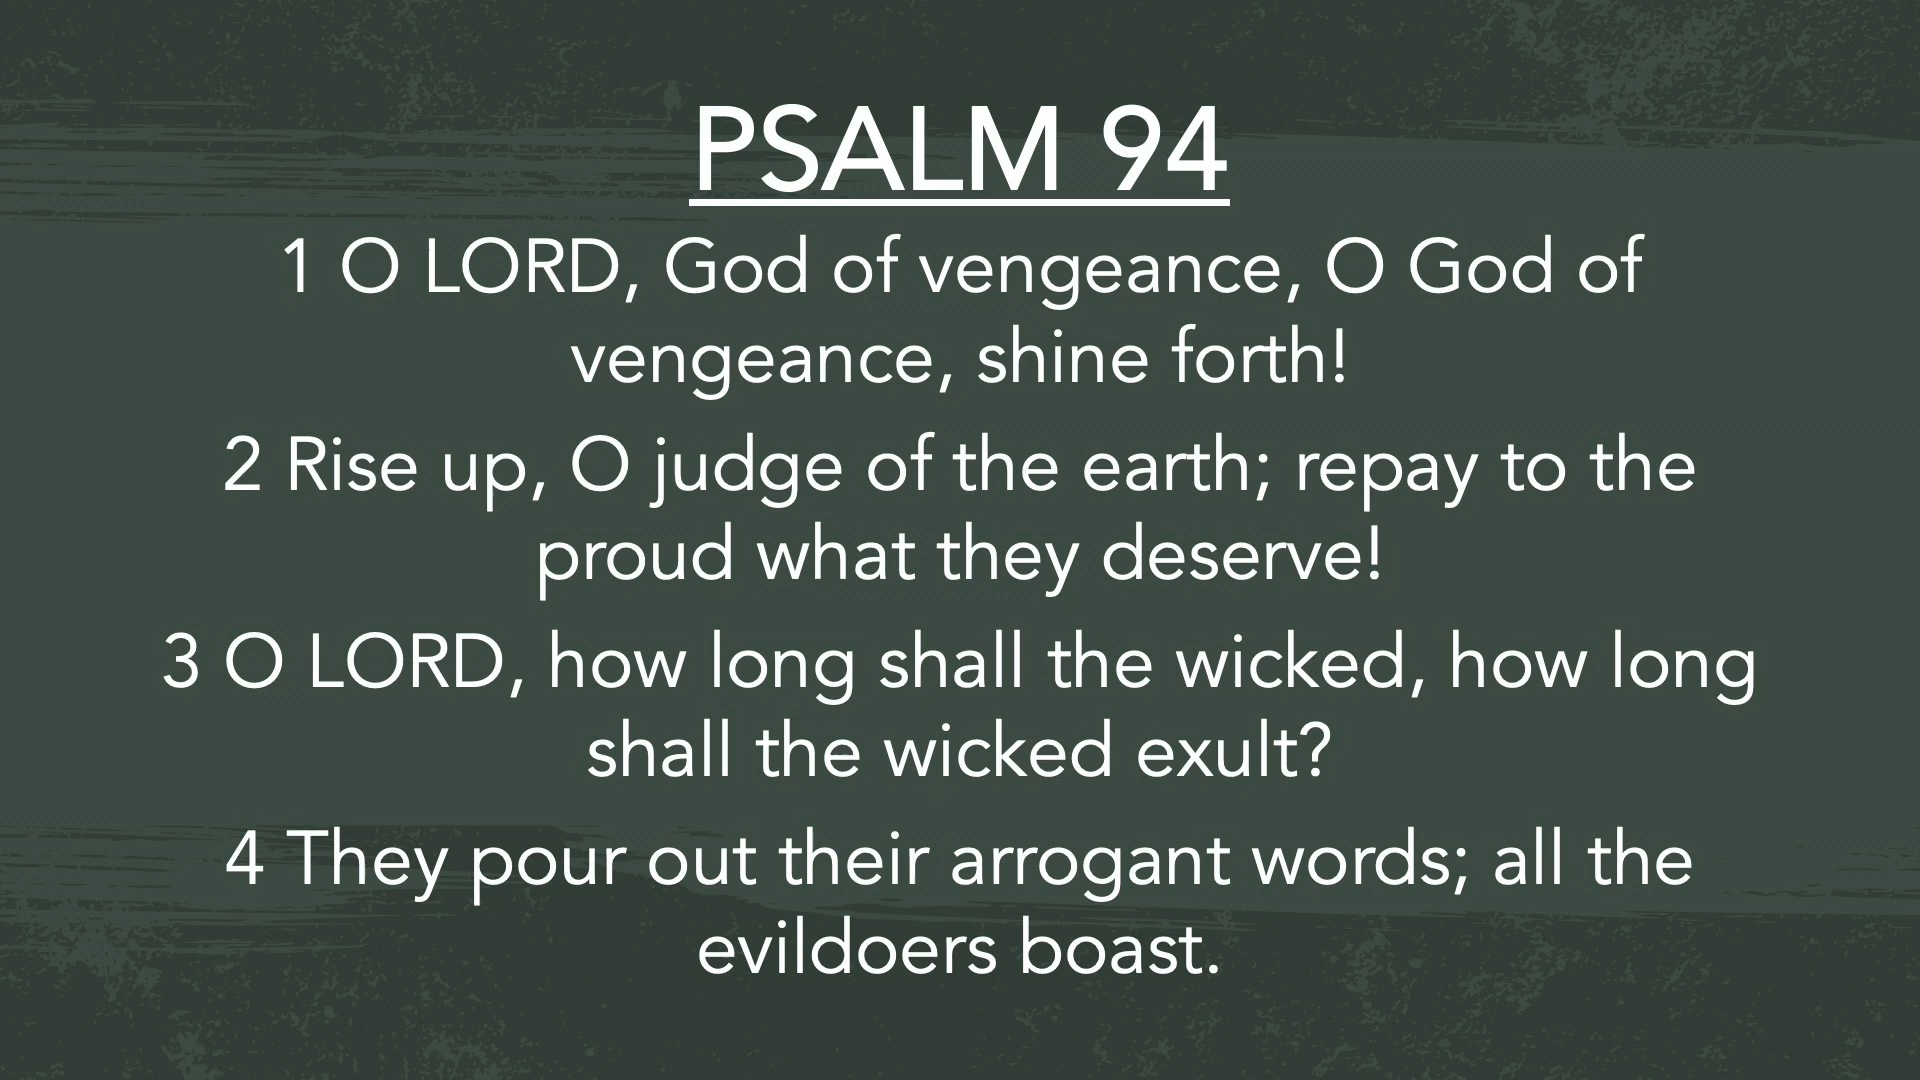 PSALM 94
1 O LORD, God of vengeance, O God of
vengeance, shine forth!
2 Rise up, O judge of the earth; repay to the
proud what they deserve!
3 O LORD, how long shall the wicked, how long
shall the wicked exult?
4 They pour out their arrogant words; all the
evildoers boast.